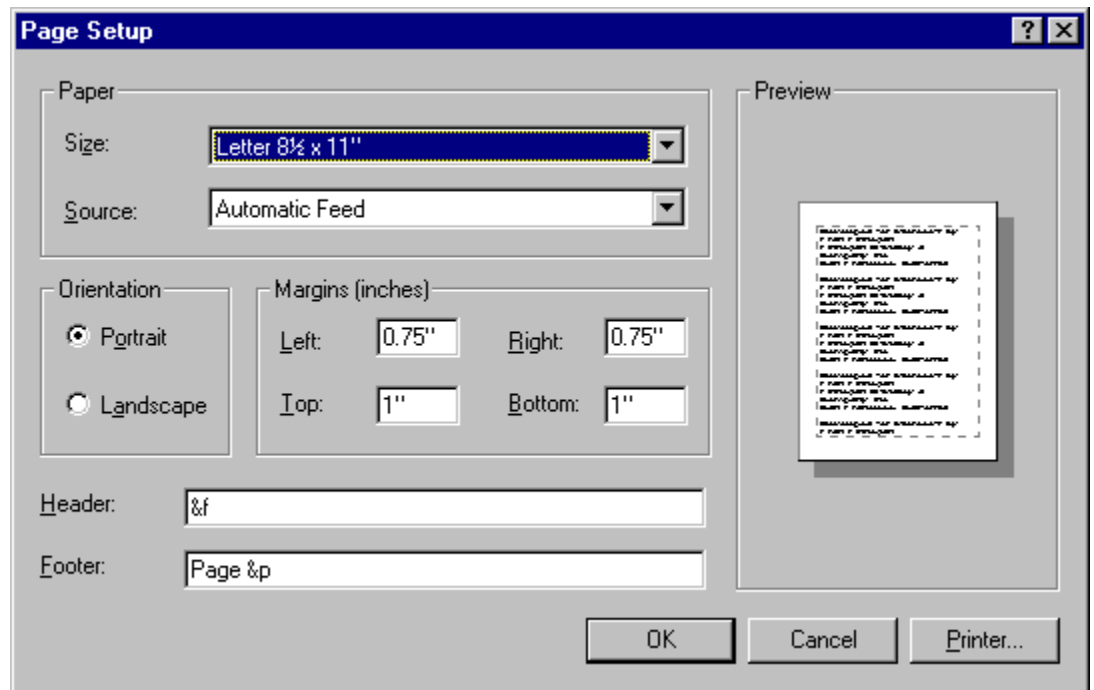 Page Setup
Paper
Size: Letter 8½ x 11"
Source: Automatic Feed
Orientation
Portrait
Landscape
Margins (inches)
Left: 0.75" Right: 0.75"
Top: 1" Bottom: 1"
Header: &f
Footer: Page &p
Preview
OK Cancel Printer...